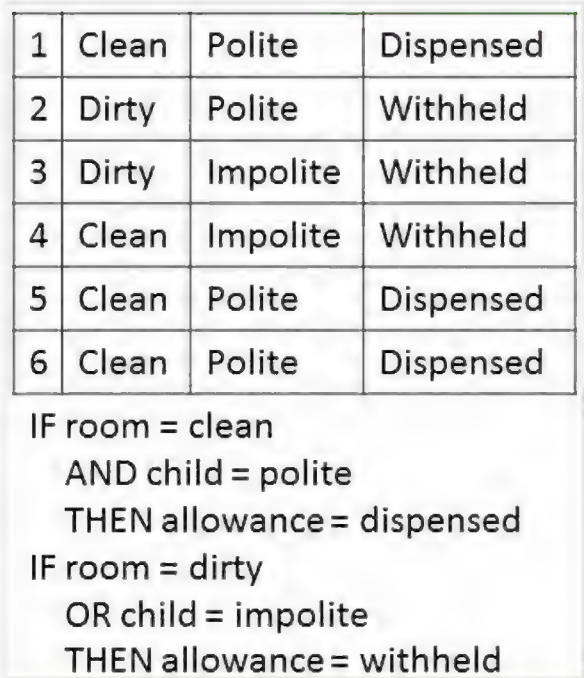 1 Clean Polite Dispensed
2 Dirty Polite Withheld
3 Dirty Impolite Withheld
4 Clean Impolite Withheld
5 Clean Polite Dispensed
6 Clean Polite Dispensed
IF room = clean
AND child = polite
THEN allowance = dispensed
IF room = dirty
OR child = impolite
THEN allowance = withheld